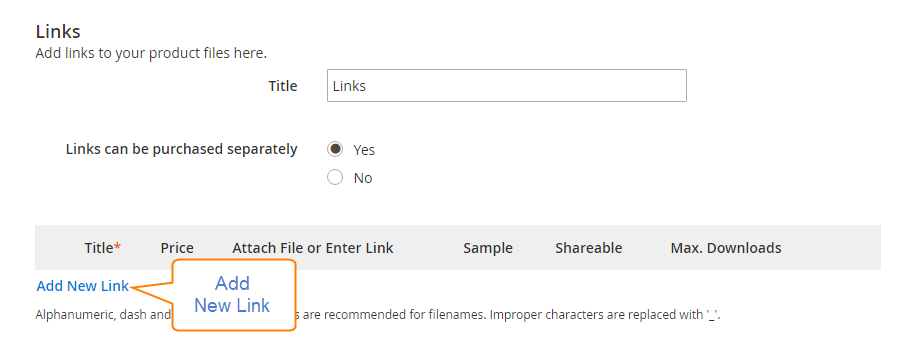 Links
Add links to your product files here.
Title Links
Links can be purchased separately Yes
No
Title* Price Attach File or Enter Link Sample Shareable Max. Downloads
Add New Link
Add
New Link
Alphanumeric, dash and are recommended for filenames. Improper characters are replaced with '_'.